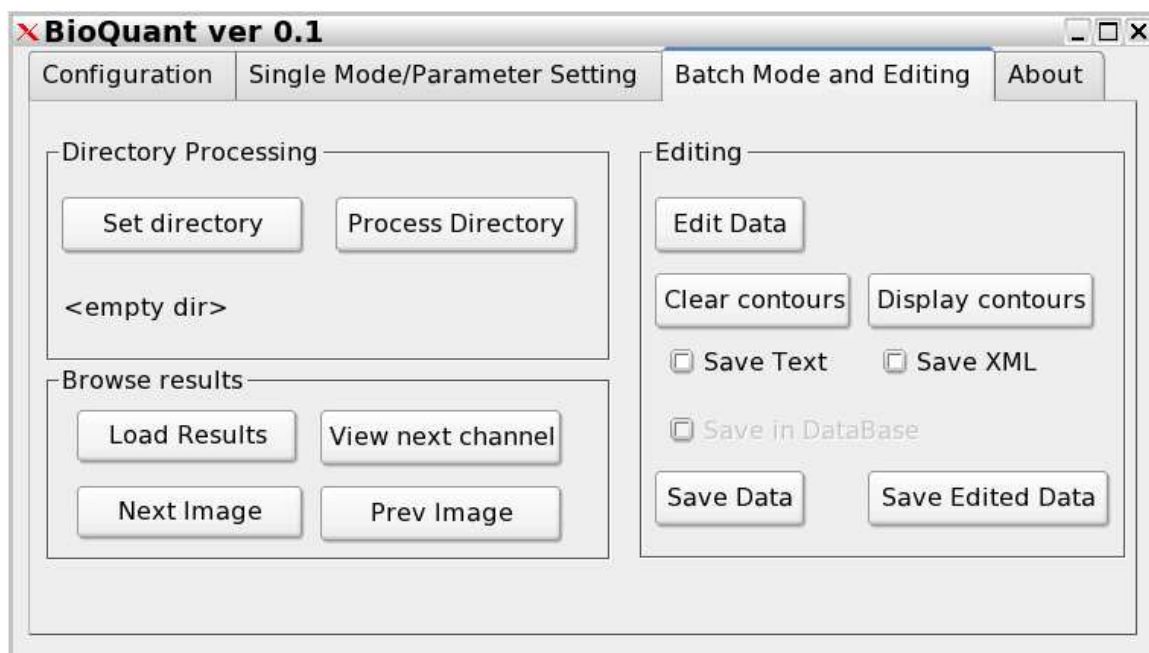 BioQuant ver 0.1
Configuration Single Mode/Parameter Setting Batch Mode and Editing About
Directory Processing
Set directory Process Directory
<empty dir>
Browse results
Load Results View next channel
Next Image Prev Image
Editing
Edit Data
Clear contours Display contours
Save Text Save XML
Save in DataBase
Save Data Save Edited Data